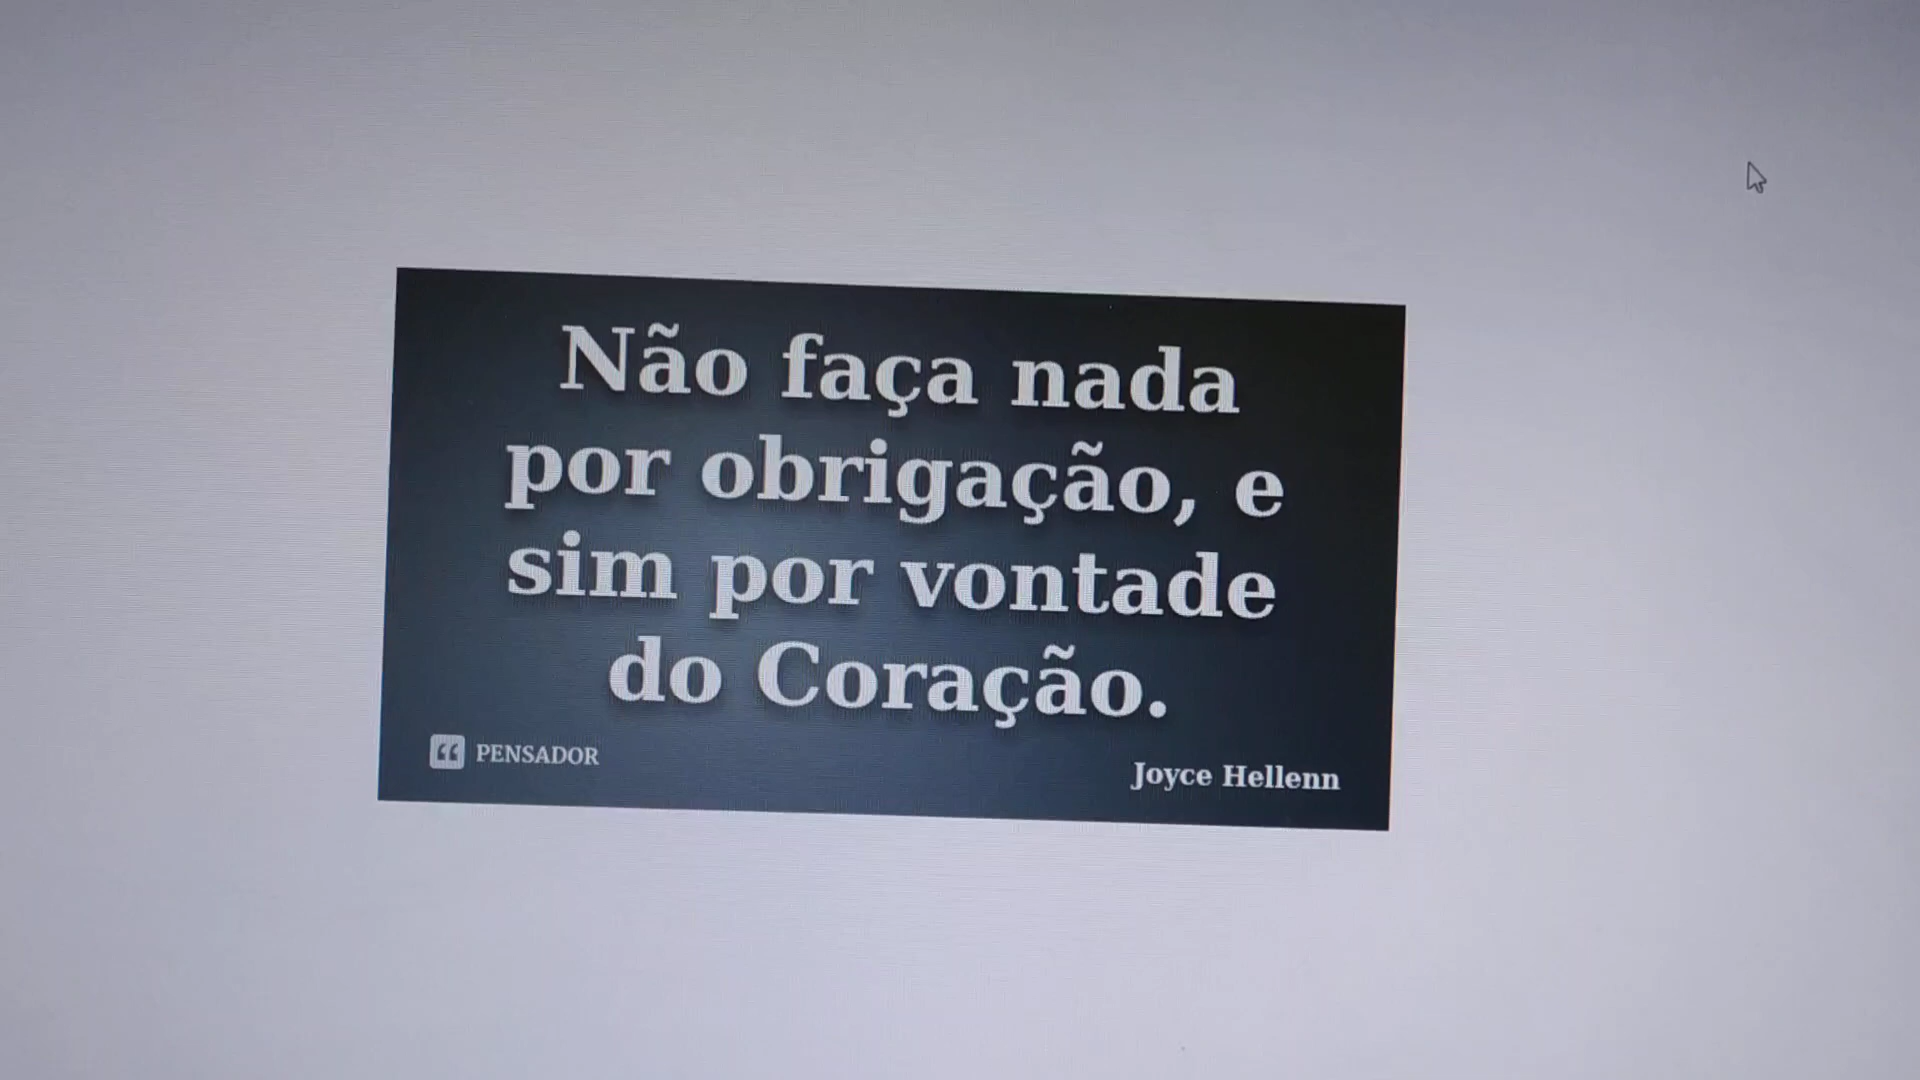 Não faça nada
por obrigação, e
sim por vontade
do Coração.
PENSADOR
Joyce Hellenn